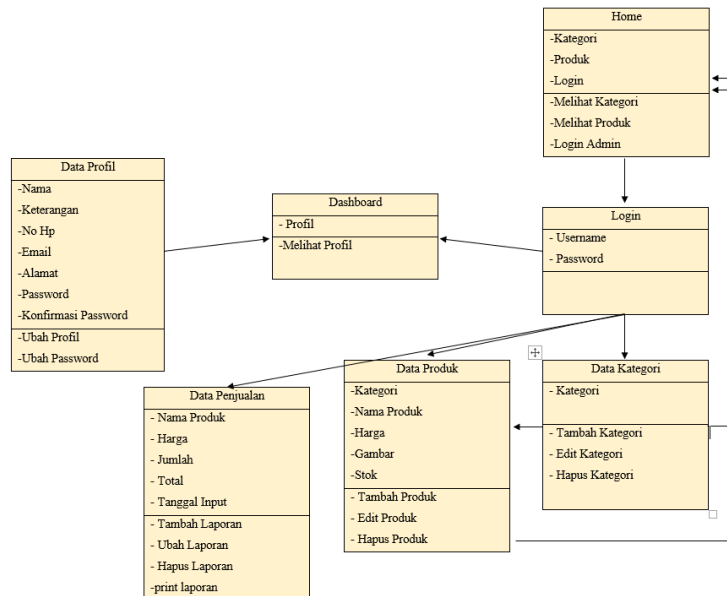 Home
-Kategori
-Produk
-Login
-Melihat Kategori
-Melihat Produk
-Login Admin
Data Profil
-Nama
-Keterangan
-No Hp
-Email
-Alamat
-Password
-Konfirmasi Password
-Ubah Profil
-Ubah Password
Dashboard
- Profil
-Melihat Profil
Login
- Username
- Password
Data Penjualan
- Nama Produk
- Harga
- Jumlah
- Total
- Tanggal Input
- Tambah Laporan
- Ubah Laporan
- Hapus Laporan
-print laporan
Data Produk
-Kategori
-Nama Produk
-Harga
-Gambar
-Stok
- Tambah Produk
- Edit Produk
- Hapus Produk
Data Kategori
- Kategori
- Tambah Kategori
- Edit Kategori
- Hapus Kategori